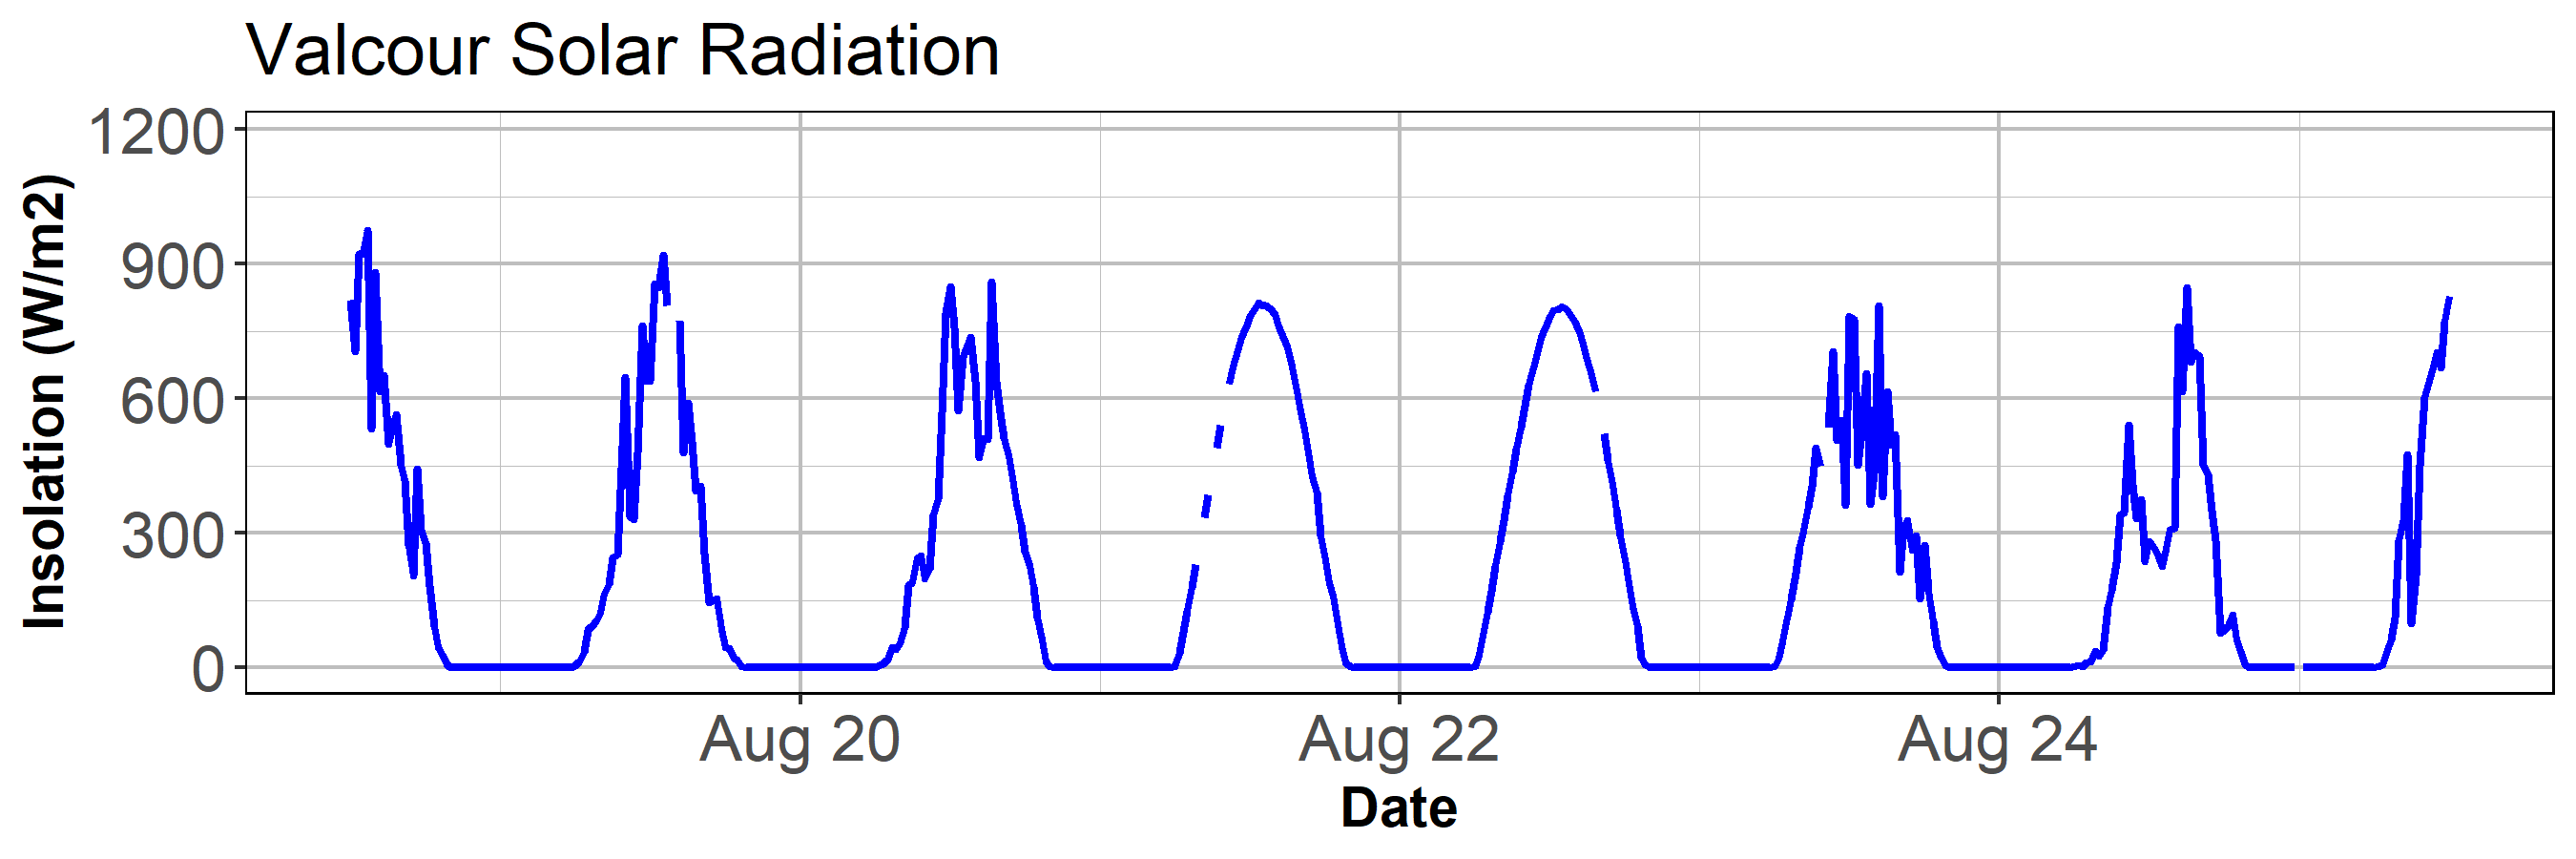 Valcour Solar Radiation
Insolation (W/m2)
1200
900
600
300
0
Aug 20
Aug 22
Aug 24
Date